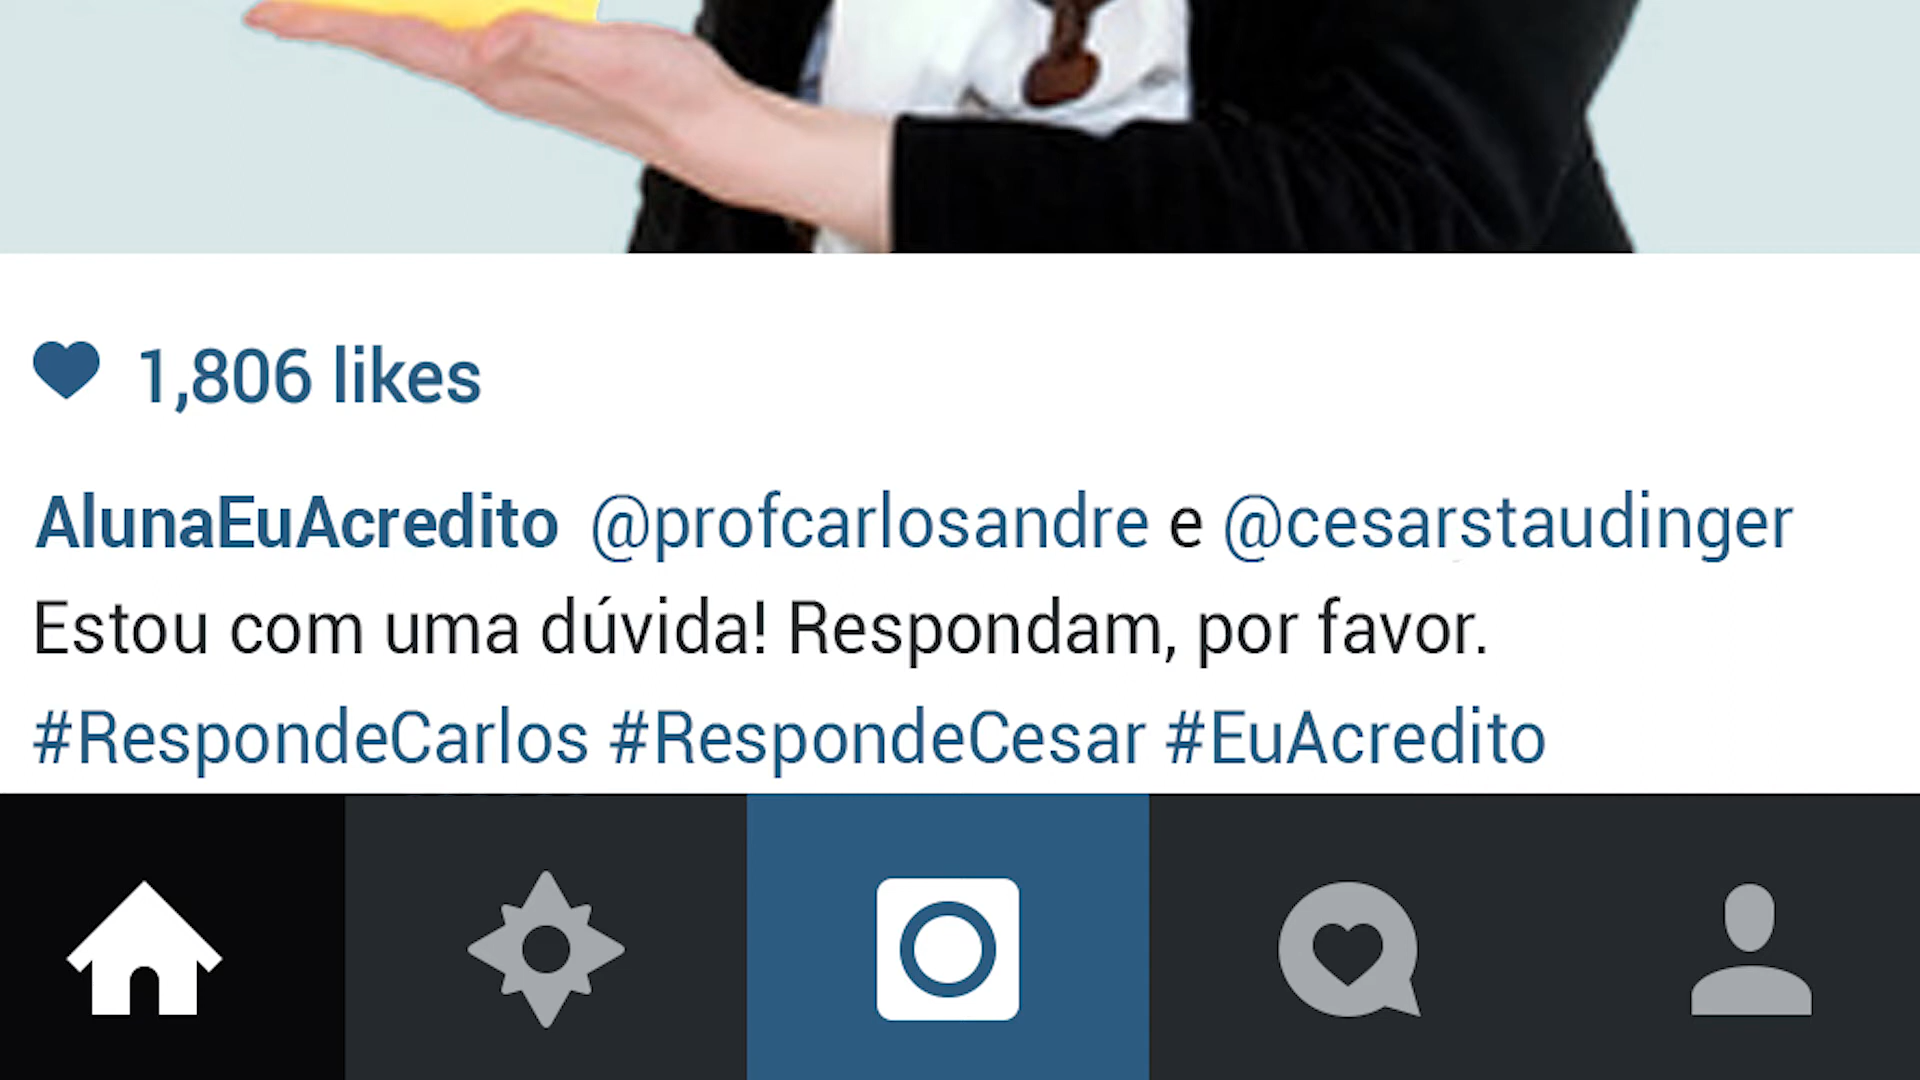 1,806 likes
AlunaEuAcredito @profcarlosandre e @cesarstaudinger
Estou com uma dúvida! Respondam, por favor.
#RespondeCarlos #RespondeCesar #EuAcredito